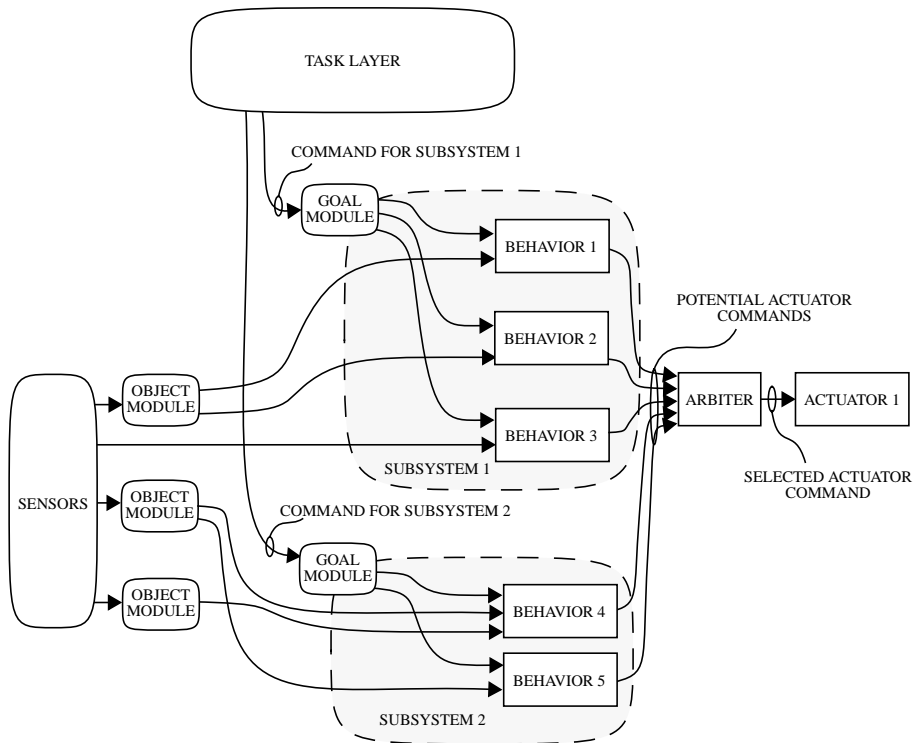 TASK LAYER
COMMAND FOR SUBSYSTEM 1
GOAL
MODULE
BEHAVIOR 1
POTENTIAL ACTUATOR
COMMANDS
BEHAVIOR 2
OBJECT
MODULE
ARBITER
ACTUATOR 1
BEHAVIOR 3
SUBSYSTEM 1
SELECTED ACTUATOR
COMMAND
SENSORS
OBJECT
MODULE
COMMAND FOR SUBSYSTEM 2
GOAL
MODULE
OBJECT
MODULE
BEHAVIOR 4
BEHAVIOR 5
SUBSYSTEM 2